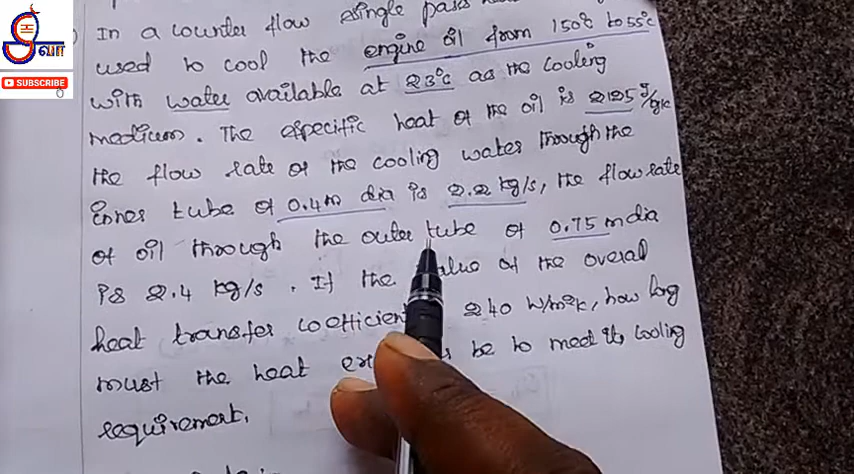 குவா
SUBSCRIBE
In a counter flow single pass
used to cool the engine oil from 150°c to 55°c
with water available at 23°c as the cooling
medium. The specific heat of the oil is 2125 J/kgK
the flow rate of the cooling water through the
inner tube of 0.4m dia is 2.2 kg/s, the flow rate
of oil through the outer tube of 0.75 m dia
is 2.4 kg/s. If the value of the overall
heat transfer coefficient 240 W/m²K, how long
must the heat be to meet its cooling
requirement.